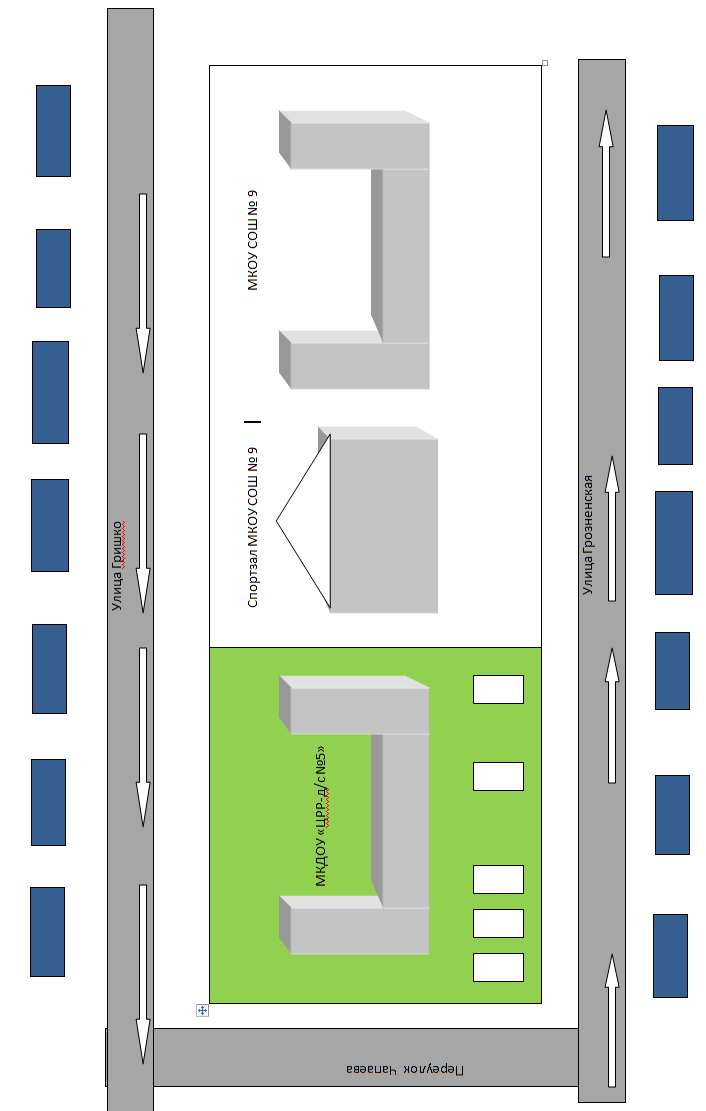 МКОУ СОШ № 9
Спортзал МКОУ СОШ № 9
Улица Гришко
Улица Грозненская
МКДОУ «ЦРР-д/с №5»
Переулок Чапаева